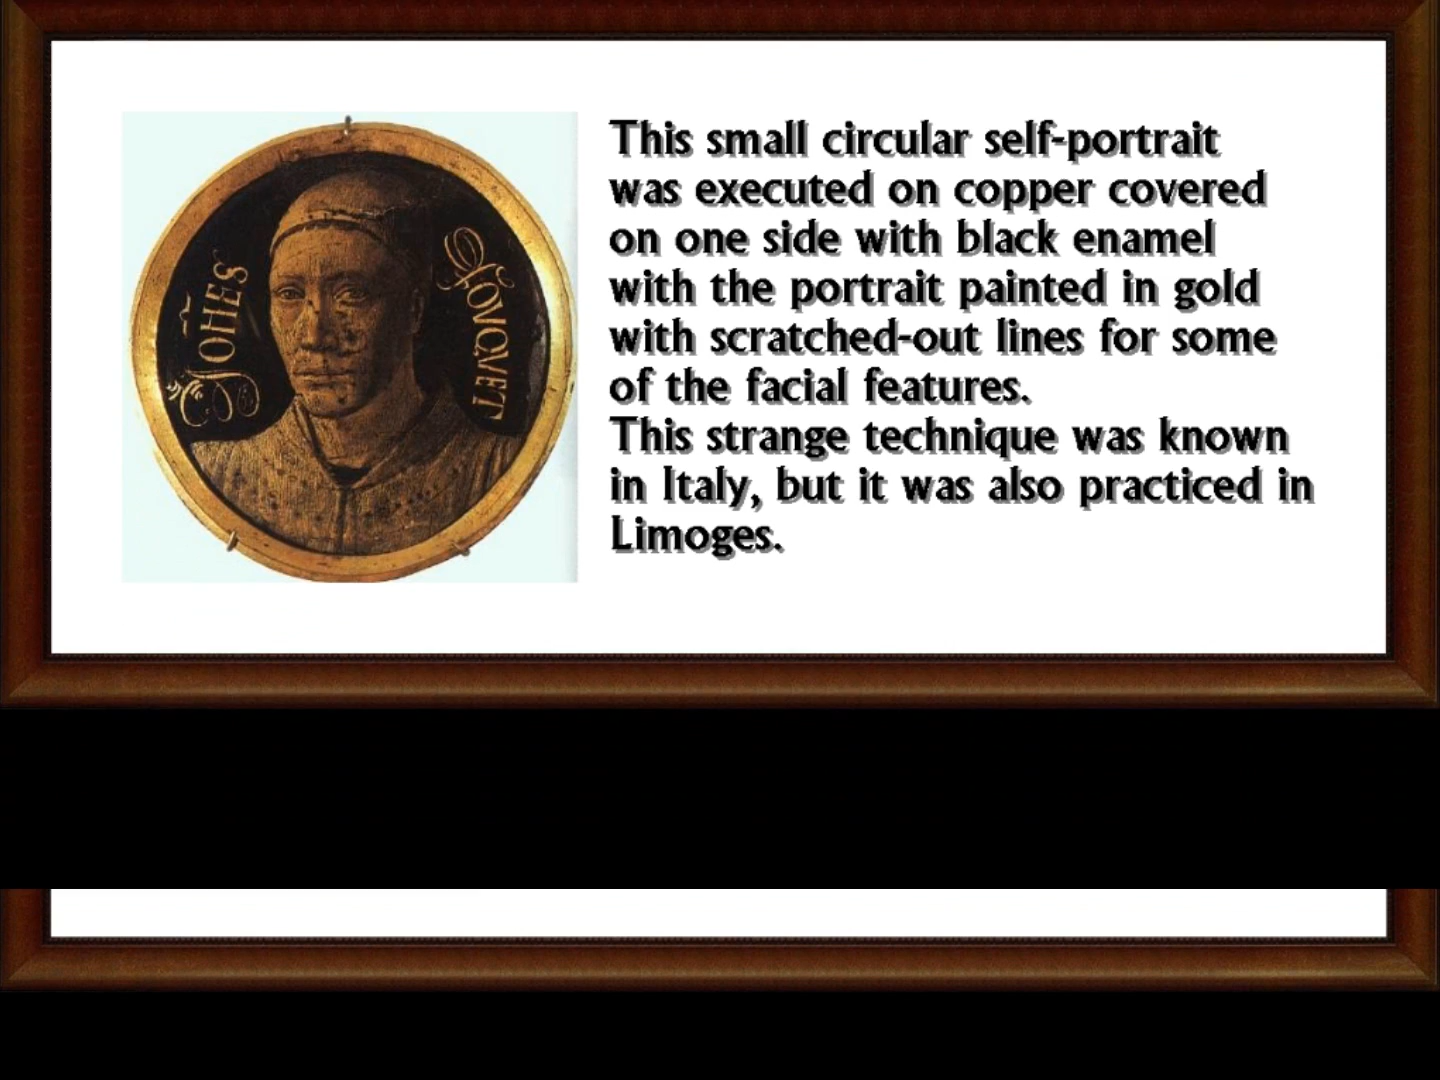 JOHES
FOUQUET
This small circular self-portrait
was executed on copper covered
on one side with black enamel
with the portrait painted in gold
with scratched-out lines for some
of the facial features.
This strange technique was known
in Italy, but it was also practiced in
Limoges.